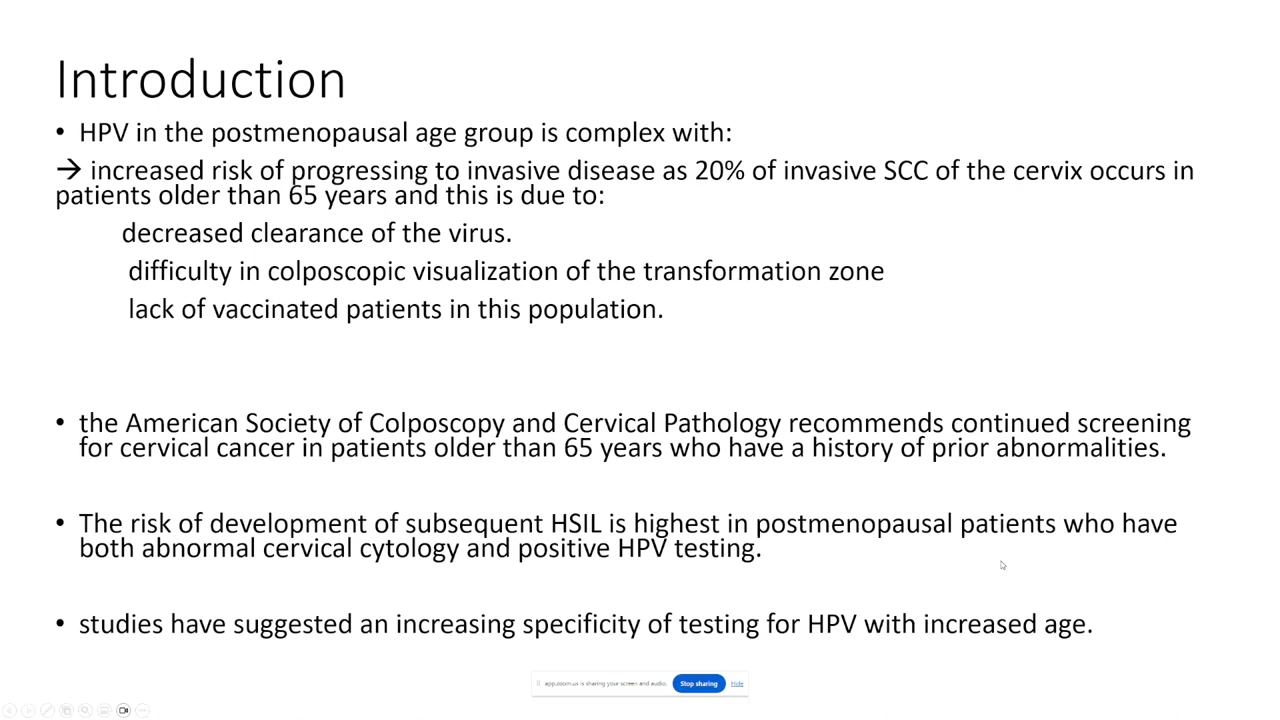 Introduction
• HPV in the postmenopausal age group is complex with:
→ increased risk of progressing to invasive disease as 20% of invasive SCC of the cervix occurs in
patients older than 65 years and this is due to:
decreased clearance of the virus.
difficulty in colposcopic visualization of the transformation zone
lack of vaccinated patients in this population.
• the American Society of Colposcopy and Cervical Pathology recommends continued screening
for cervical cancer in patients older than 65 years who have a history of prior abnormalities.
• The risk of development of subsequent HSIL is highest in postmenopausal patients who have
both abnormal cervical cytology and positive HPV testing.
• studies have suggested an increasing specificity of testing for HPV with increased age.
app.zoom.us is sharing your screen and audio. Stop sharing Hide